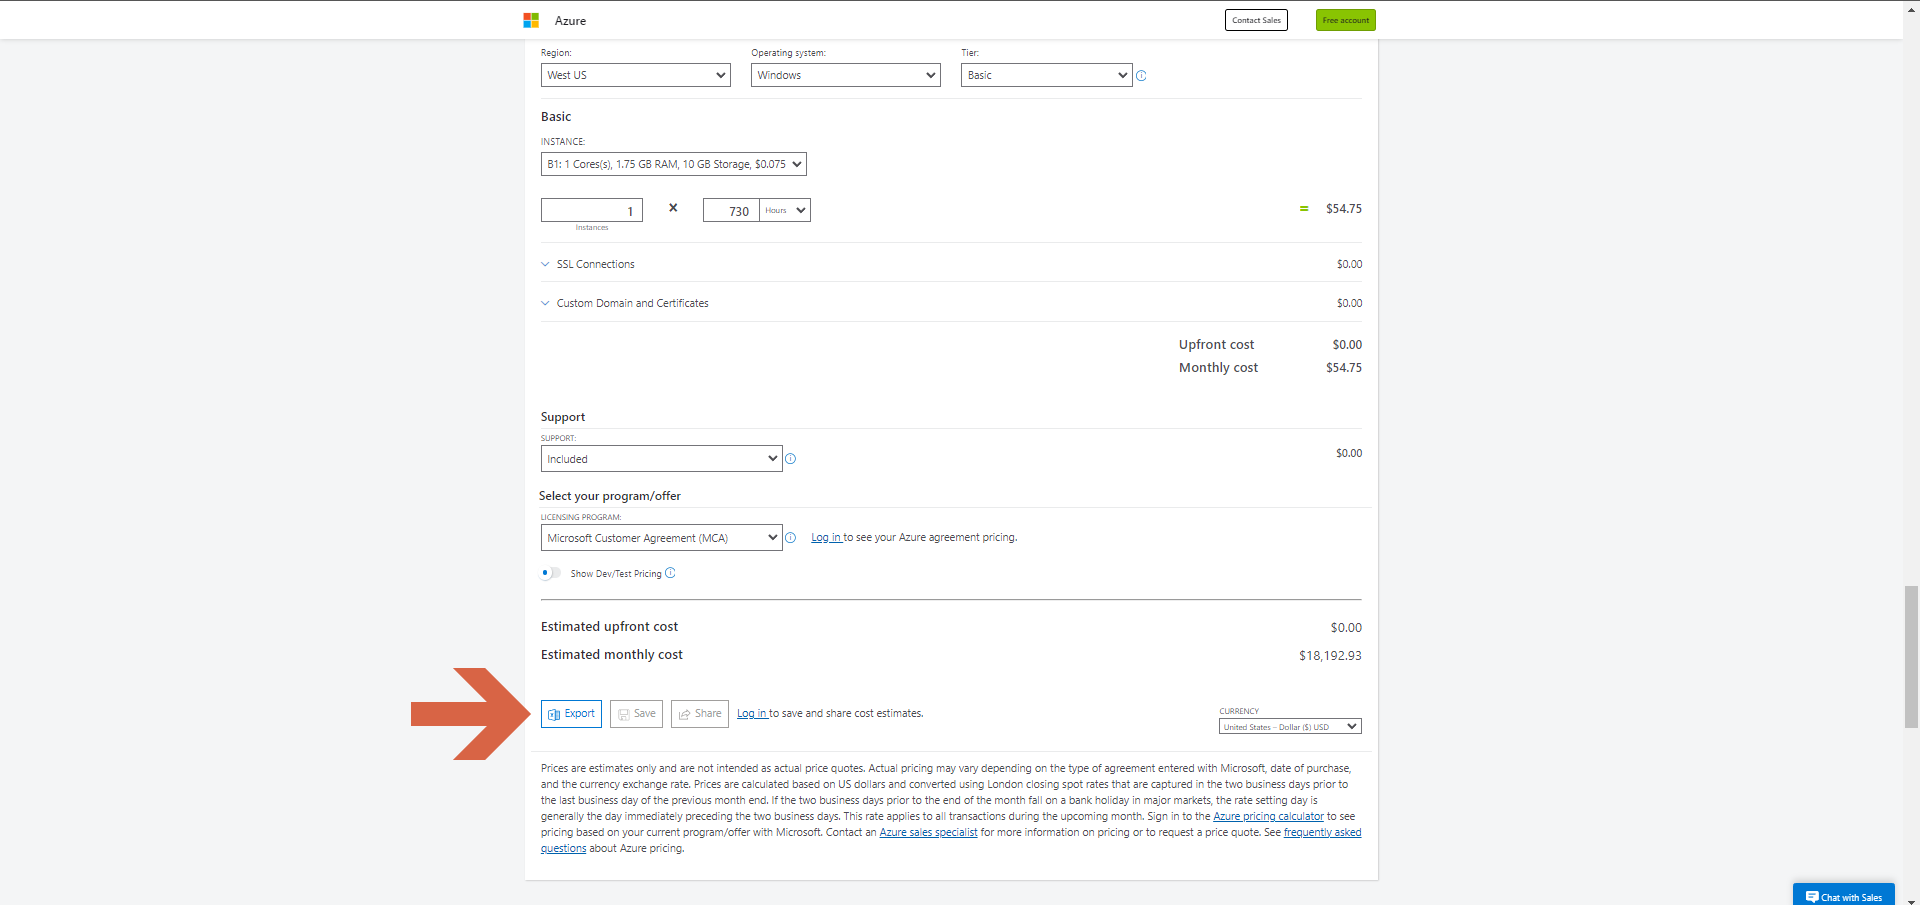 Azure
Contact Sales
Free account
Region:
Operating system:
Tier:
West US
Windows
Basic
Basic
INSTANCE:
B1: 1 Cores(s), 1.75 GB RAM, 10 GB Storage, $0.075
1
×
730
Hours
= $54.75
Instances
SSL Connections $0.00
Custom Domain and Certificates $0.00
Upfront cost $0.00
Monthly cost $54.75
Support
SUPPORT:
Included
$0.00
Select your program/offer
LICENSING PROGRAM:
Microsoft Customer Agreement (MCA)
Log in to see your Azure agreement pricing.
Show Dev/Test Pricing
Estimated upfront cost $0.00
Estimated monthly cost $18,192.93
Export
Save
Share
Log in to save and share cost estimates.
CURRENCY
United States – Dollar ($) USD
Prices are estimates only and are not intended as actual price quotes. Actual pricing may vary depending on the type of agreement entered with Microsoft, date of purchase,
and the currency exchange rate. Prices are calculated based on US dollars and converted using London closing spot rates that are captured in the two business days prior to
the last business day of the previous month end. If the two business days prior to the end of the month fall on a bank holiday in major markets, the rate setting day is
generally the day immediately preceding the two business days. This rate applies to all transactions during the upcoming month. Sign in to the Azure pricing calculator to see
pricing based on your current program/offer with Microsoft. Contact an Azure sales specialist for more information on pricing or to request a price quote. See frequently asked
questions about Azure pricing.
Chat with Sales